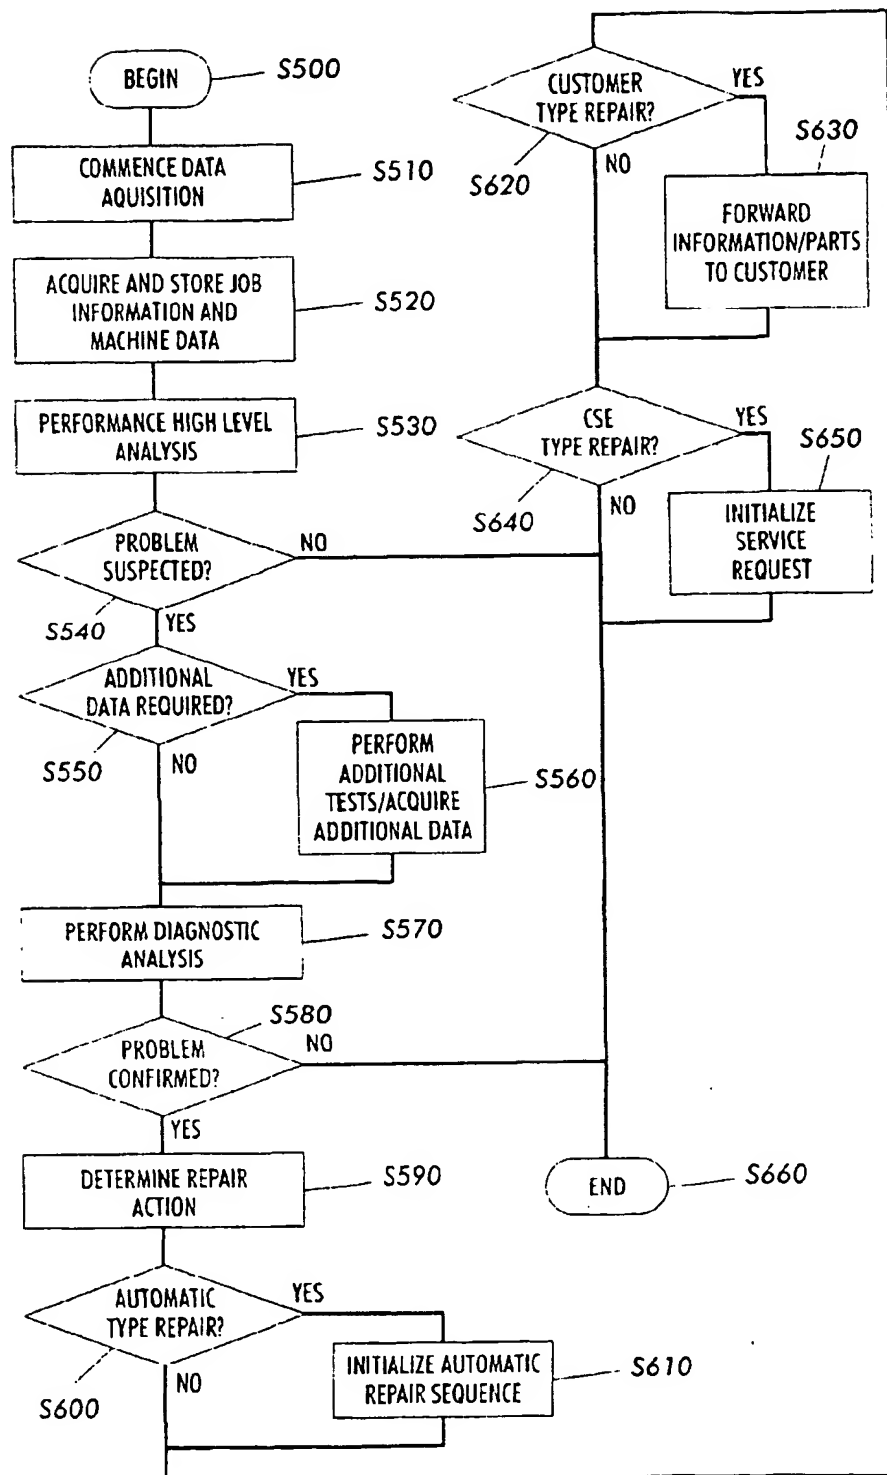 BEGIN
S500
COMMENCE DATA
AQUISITION
S510
ACQUIRE AND STORE JOB
INFORMATION AND
MACHINE DATA
S520
PERFORMANCE HIGH LEVEL
ANALYSIS
S530
PROBLEM
SUSPECTED?
NO
S540
YES
ADDITIONAL
DATA REQUIRED?
YES
S550
NO
PERFORM
ADDITIONAL
TESTS/ACQUIRE
ADDITIONAL DATA
S560
PERFORM DIAGNOSTIC
ANALYSIS
S570
S580
PROBLEM
CONFIRMED?
NO
YES
DETERMINE REPAIR
ACTION
S590
AUTOMATIC
TYPE REPAIR?
YES
S600
NO
INITIALIZE AUTOMATIC
REPAIR SEQUENCE
S610
CUSTOMER
TYPE REPAIR?
YES
S620
NO
S630
FORWARD
INFORMATION/PARTS
TO CUSTOMER
CSE
TYPE REPAIR?
YES
S640
NO
S650
INITIALIZE
SERVICE
REQUEST
END
S660